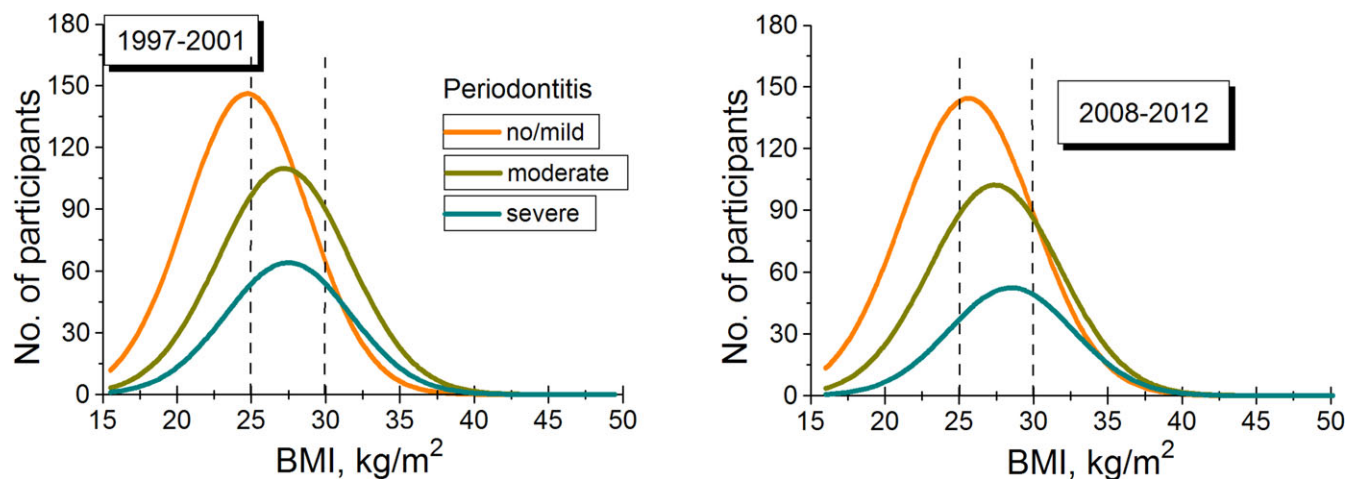 180
150
120
90
60
30
0
No. of participants
1997-2001
Periodontitis
no/mild
moderate
severe
15 20 25 30 35 40 45 50
BMI, kg/m²
180
150
120
90
60
30
0
No. of participants
2008-2012
15 20 25 30 35 40 45 50
BMI, kg/m²